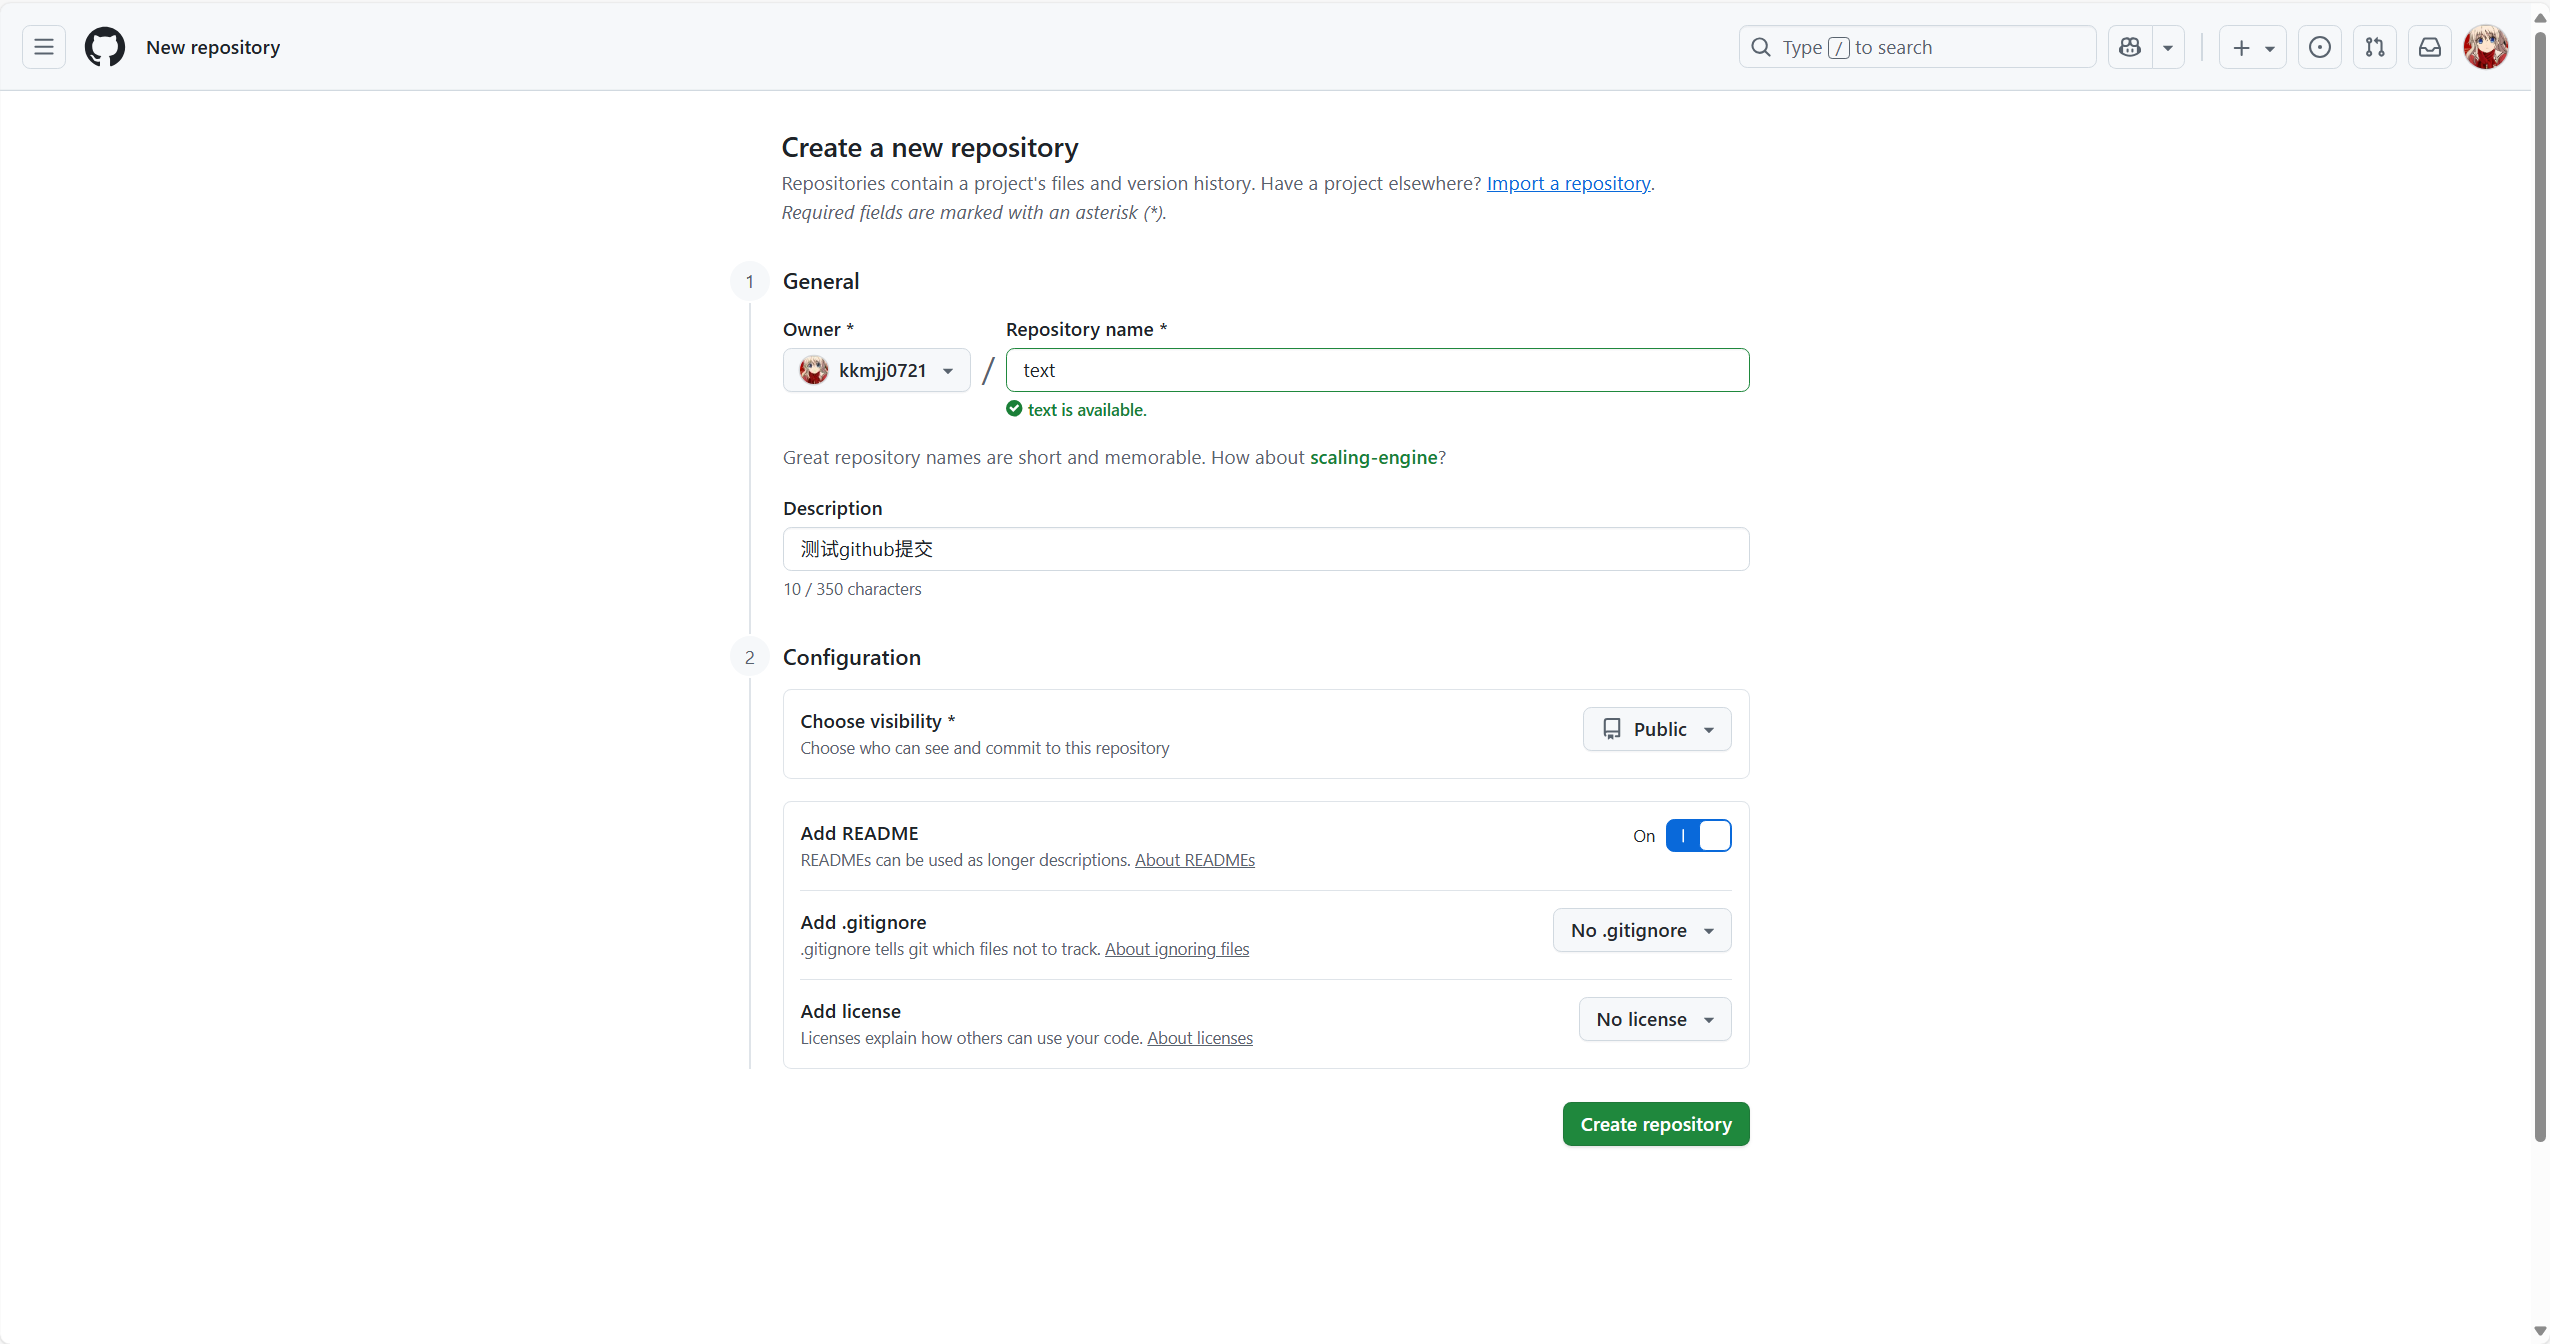 New repository
Type / to search
Create a new repository
Repositories contain a project's files and version history. Have a project elsewhere? Import a repository.
Required fields are marked with an asterisk (*).
1 General
Owner * Repository name *
kkmjj0721 / text
text is available.
Great repository names are short and memorable. How about scaling-engine?
Description
测试github提交
10 / 350 characters
2 Configuration
Choose visibility *
Public
Choose who can see and commit to this repository
Add README
On
READMEs can be used as longer descriptions. About READMEs
Add .gitignore
No .gitignore
.gitignore tells git which files not to track. About ignoring files
Add license
No license
Licenses explain how others can use your code. About licenses
Create repository